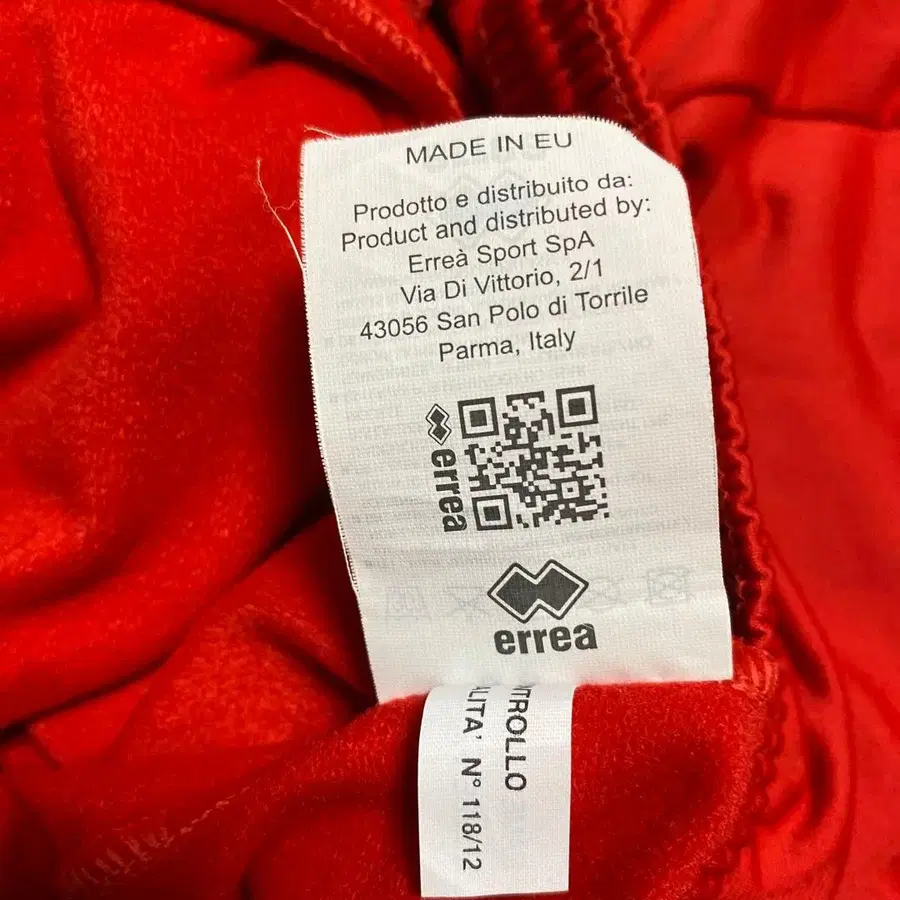 MADE IN EU
Prodotto e distribuito da:
Product and distributed by:
Erreà Sport SpA
Via Di Vittorio, 2/1
43056 San Polo di Torrile
Parma, Italy
errea
errea
TROLLO
LITA' N° 118/12